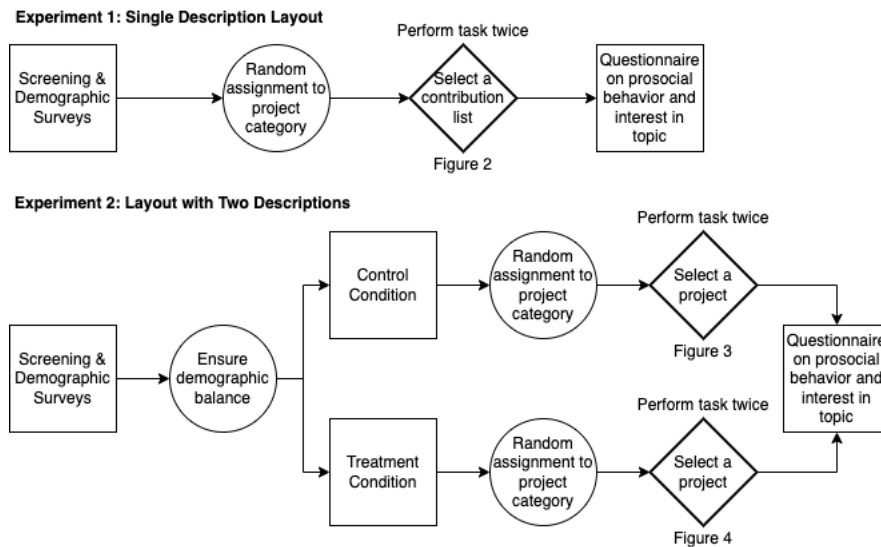 Experiment 1: Single Description Layout
Perform task twice
Screening &
Demographic
Surveys
Random
assignment to
project
category
Select a
contribution
list
Questionnaire
on prosocial
behavior and
interest in
topic
Figure 2
Experiment 2: Layout with Two Descriptions
Perform task twice
Control
Condition
Random
assignment to
project
category
Select a
project
Figure 3
Screening &
Demographic
Surveys
Ensure
demographic
balance
Questionnaire
on prosocial
behavior and
interest in
topic
Perform task twice
Treatment
Condition
Random
assignment to
project
category
Select a
project
Figure 4